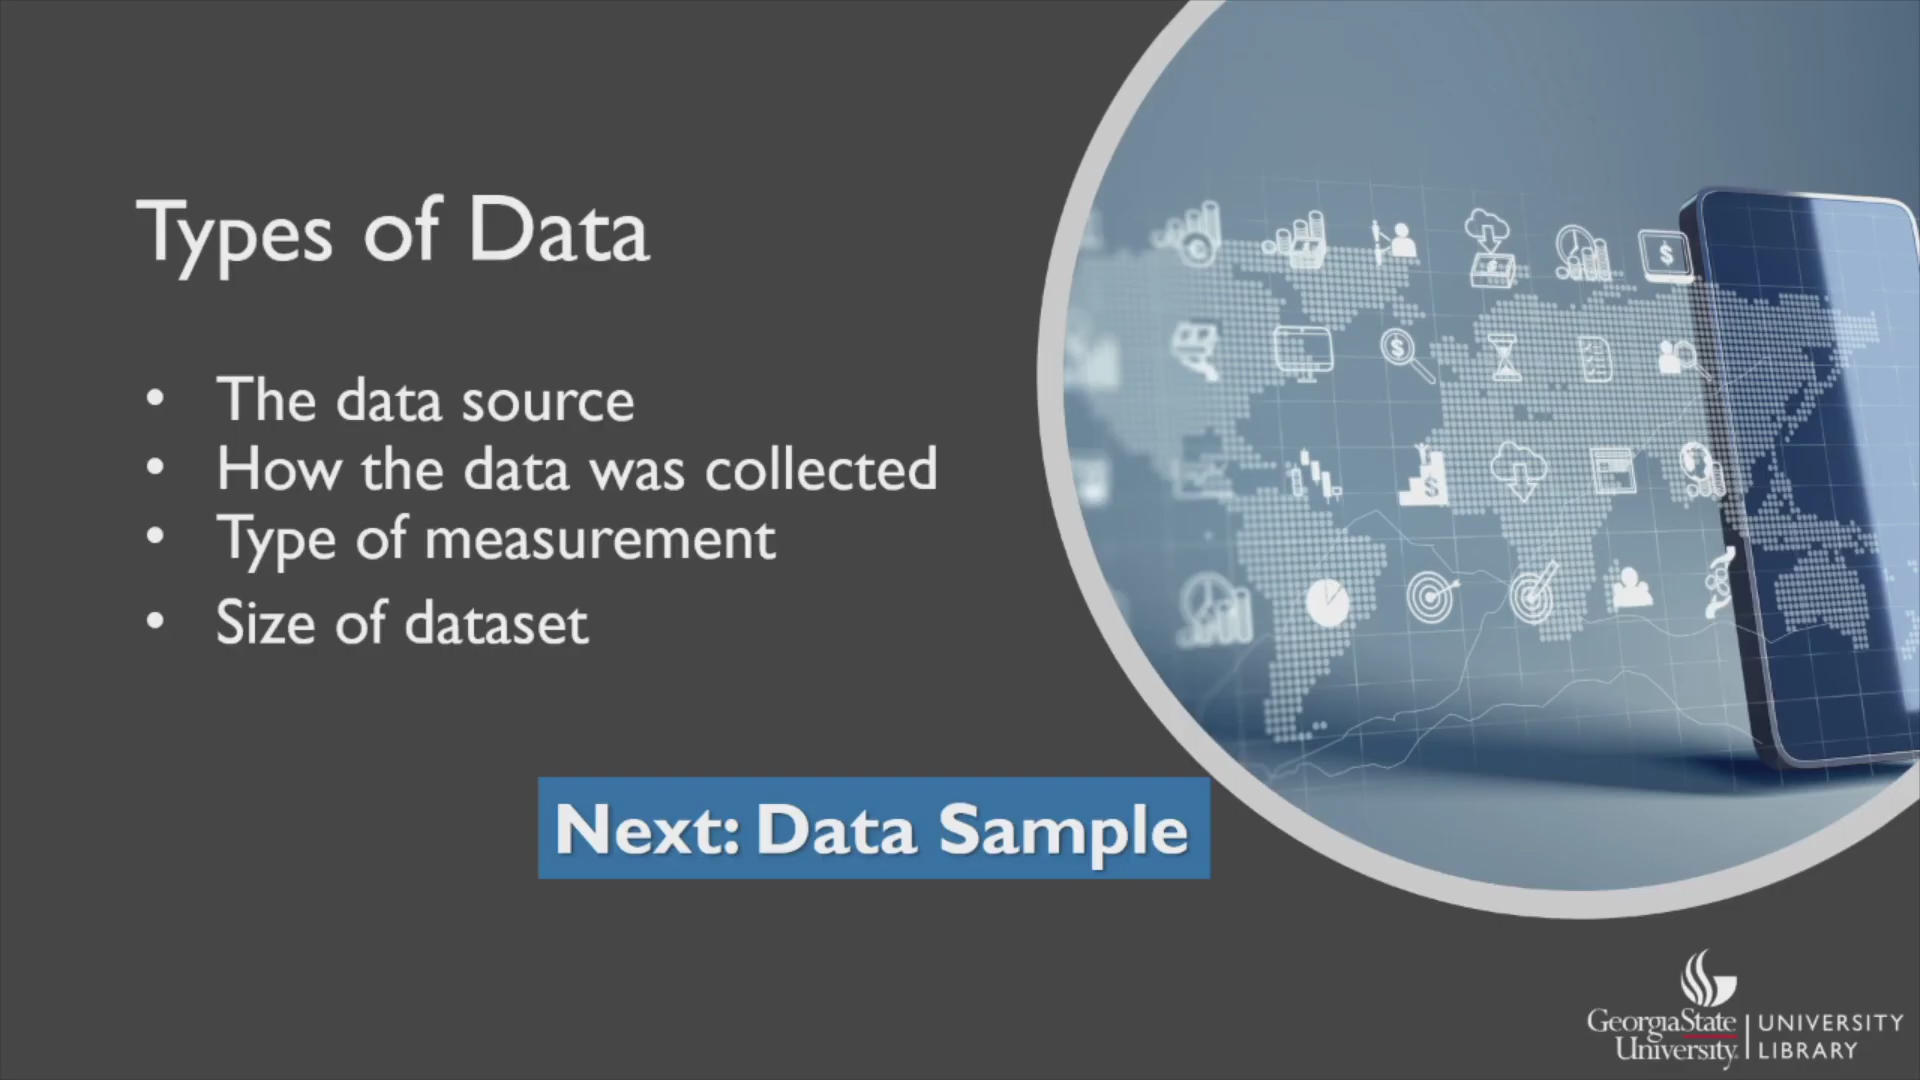 Types of Data
• The data source
• How the data was collected
• Type of measurement
• Size of dataset
Next: Data Sample
GeorgiaState
University
UNIVERSITY
LIBRARY